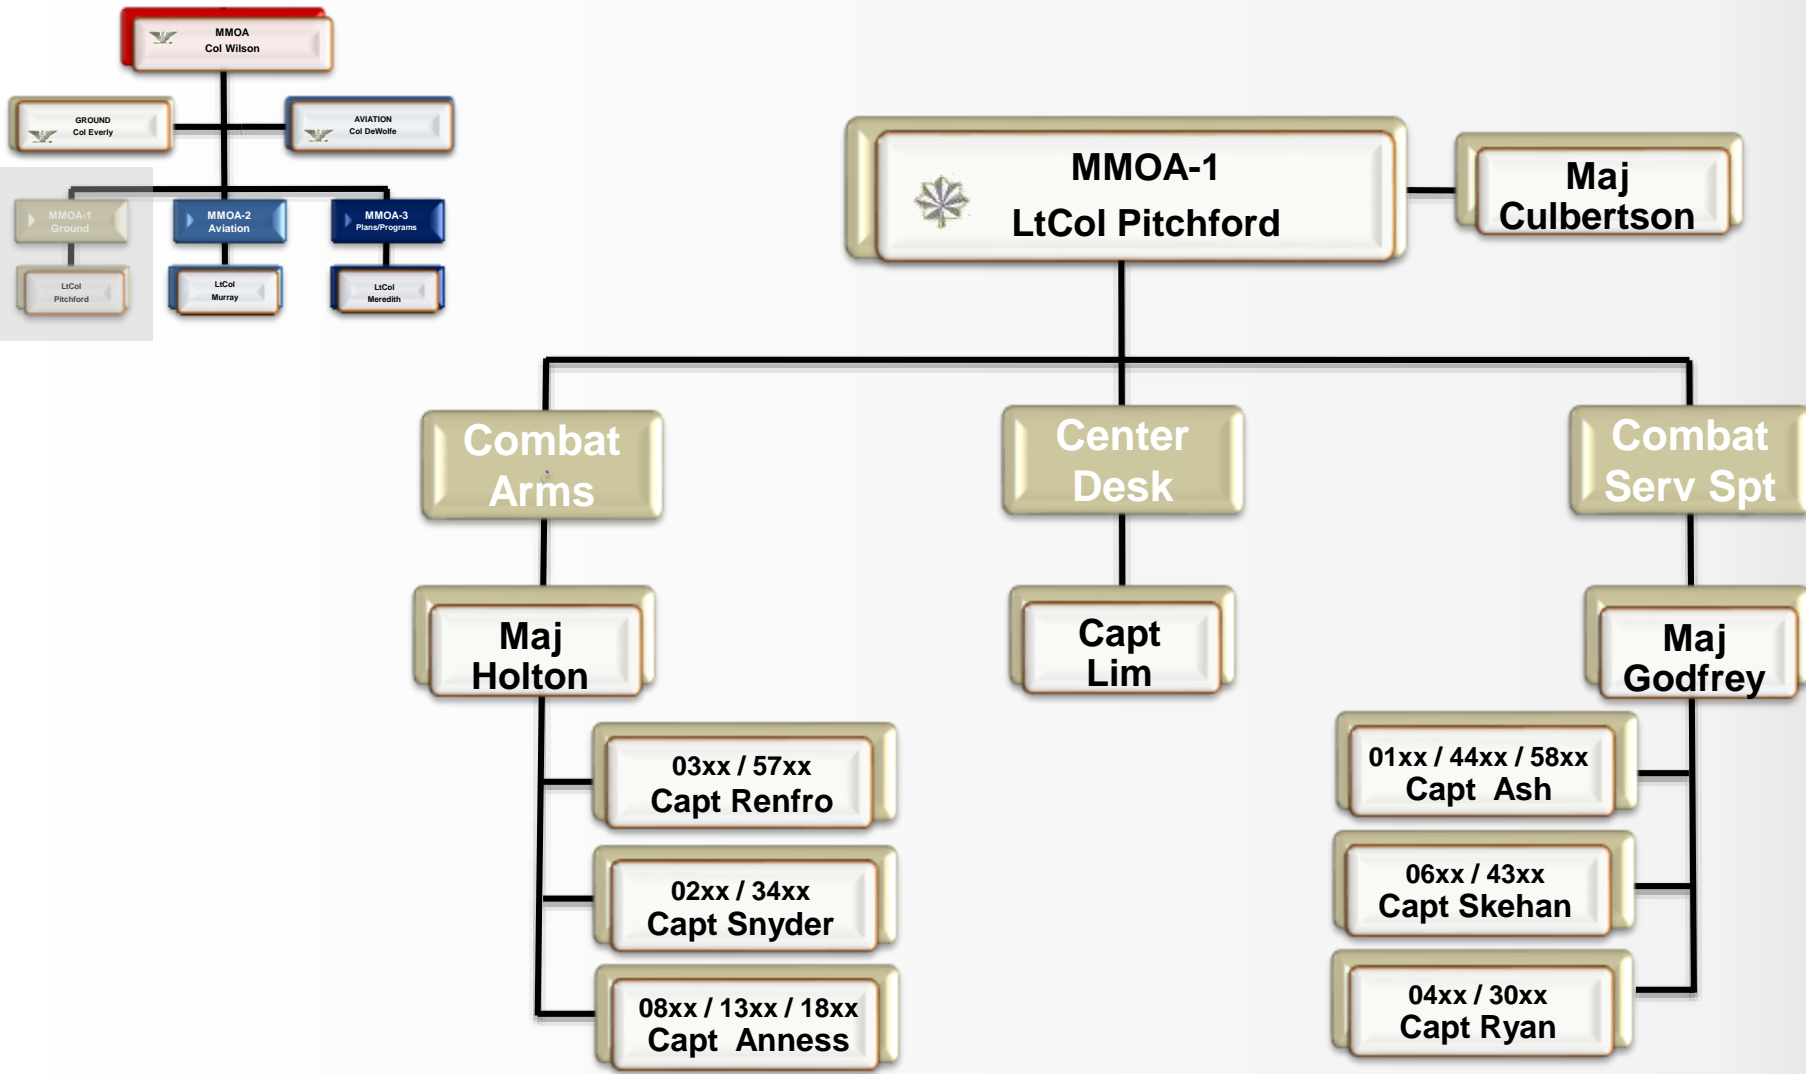 MMOA
Col Wilson
GROUND
Col Everly
AVIATION
Col DeWolfe
MMOA-1
Ground
MMOA-2
Aviation
MMOA-3
Plans/Programs
LtCol
Pitchford
LtCol
Murray
LtCol
Meredith
MMOA-1
LtCol Pitchford
Maj
Culbertson
Combat
Arms
Center
Desk
Combat
Serv Spt
Maj
Holton
Capt
Lim
Maj
Godfrey
03xx / 57xx
Capt Renfro
02xx / 34xx
Capt Snyder
08xx / 13xx / 18xx
Capt Anness
01xx / 44xx / 58xx
Capt Ash
06xx / 43xx
Capt Skehan
04xx / 30xx
Capt Ryan